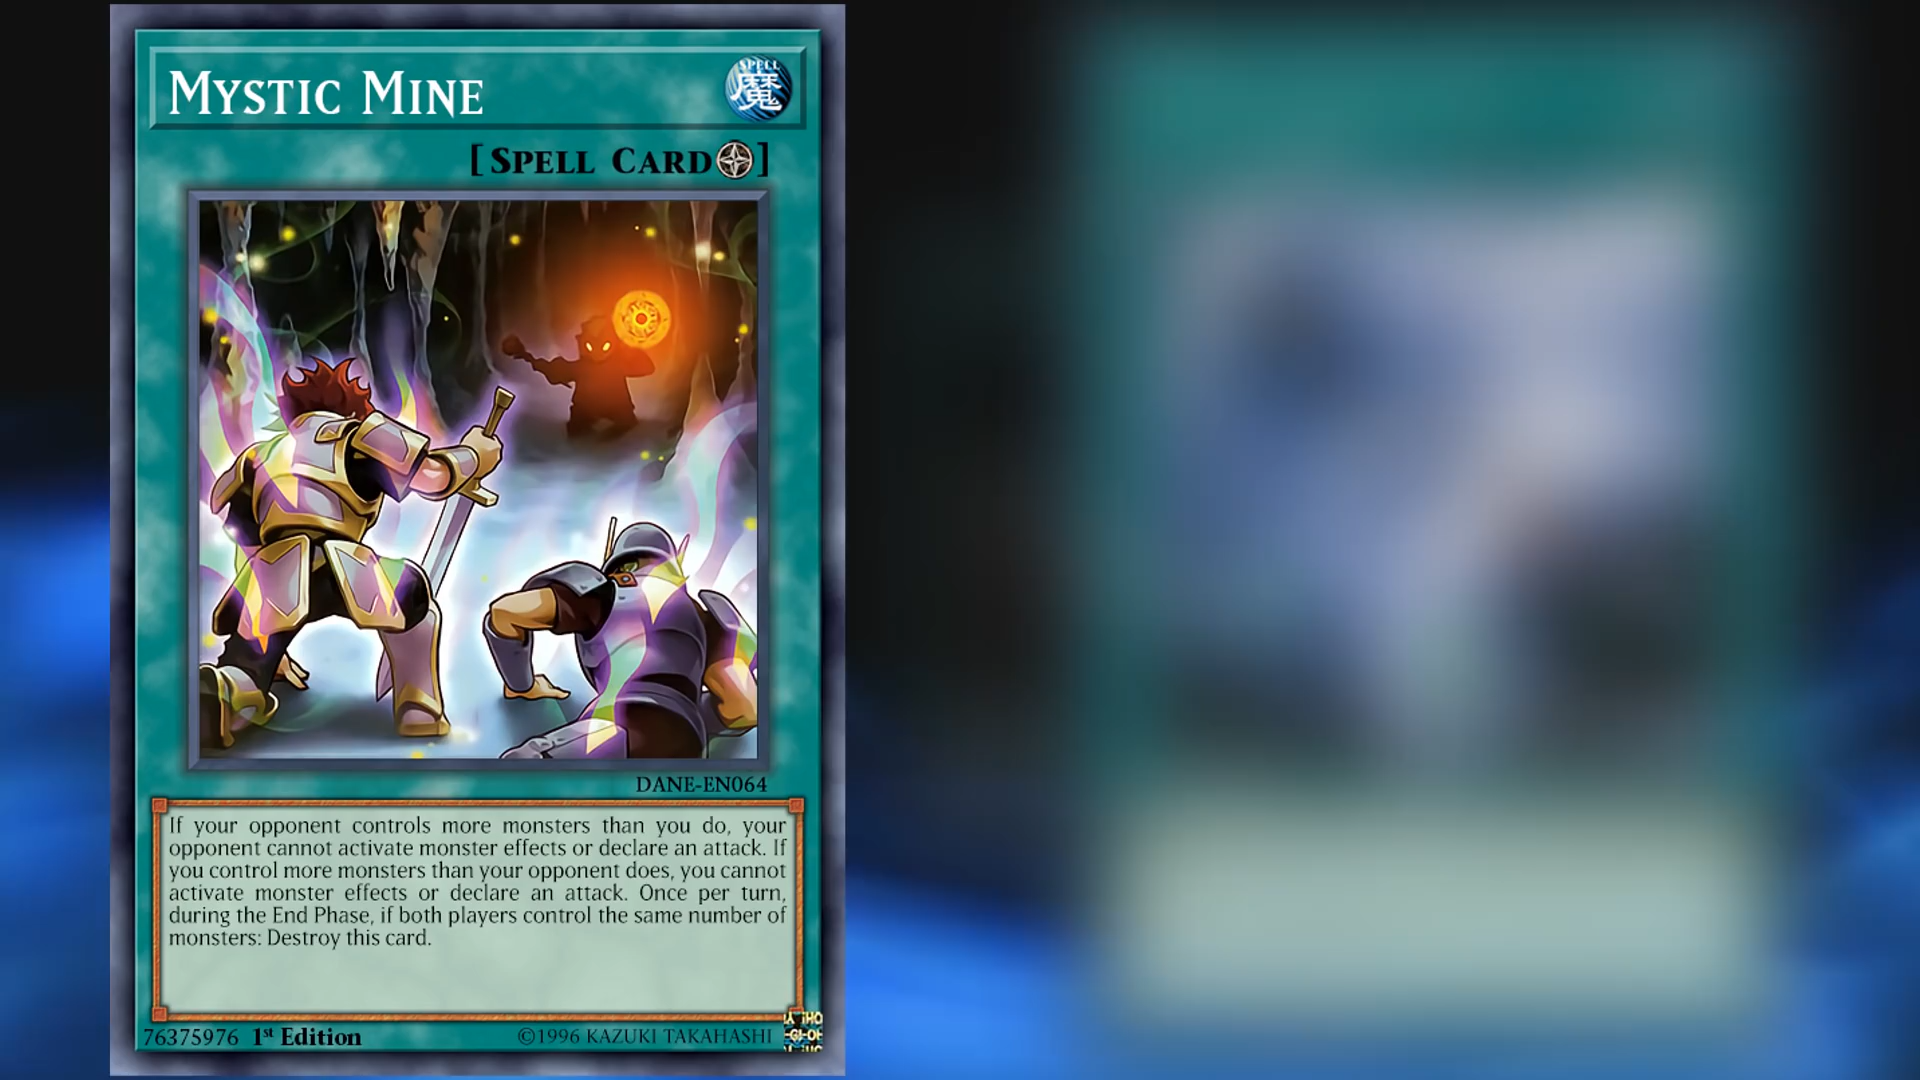 MYSTIC MINE
SPELL
魔
[SPELL CARD]
DANE-EN064
If your opponent controls more monsters than you do, your
opponent cannot activate monster effects or declare an attack. If
you control more monsters than your opponent does, you cannot
activate monster effects or declare an attack. Once per turn,
during the End Phase, if both players control the same number of
monsters: Destroy this card.
76375976 1st Edition ©1996 KAZUKI TAKAHASHI